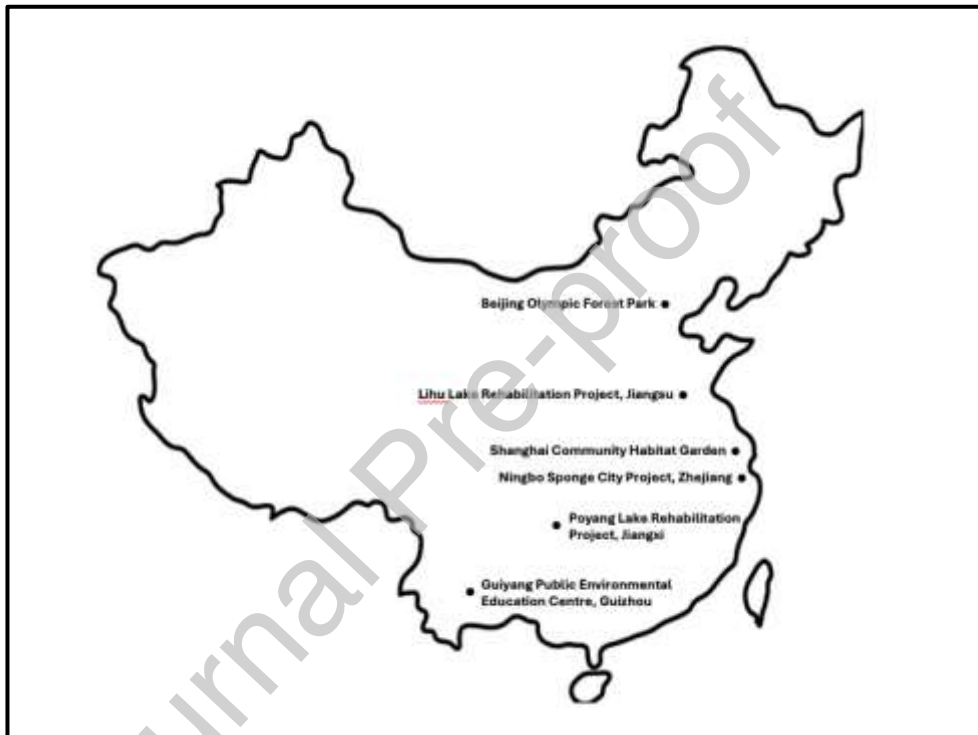 Beijing Olympic Forest Park
Lihu Lake Rehabilitation Project, Jiangsu
Shanghai Community Habitat Garden
Ningbo Sponge City Project, Zhejiang
Poyang Lake Rehabilitation
Project, Jiangxi
Guiyang Public Environmental
Education Centre, Guizhou
urnal Pre-proof